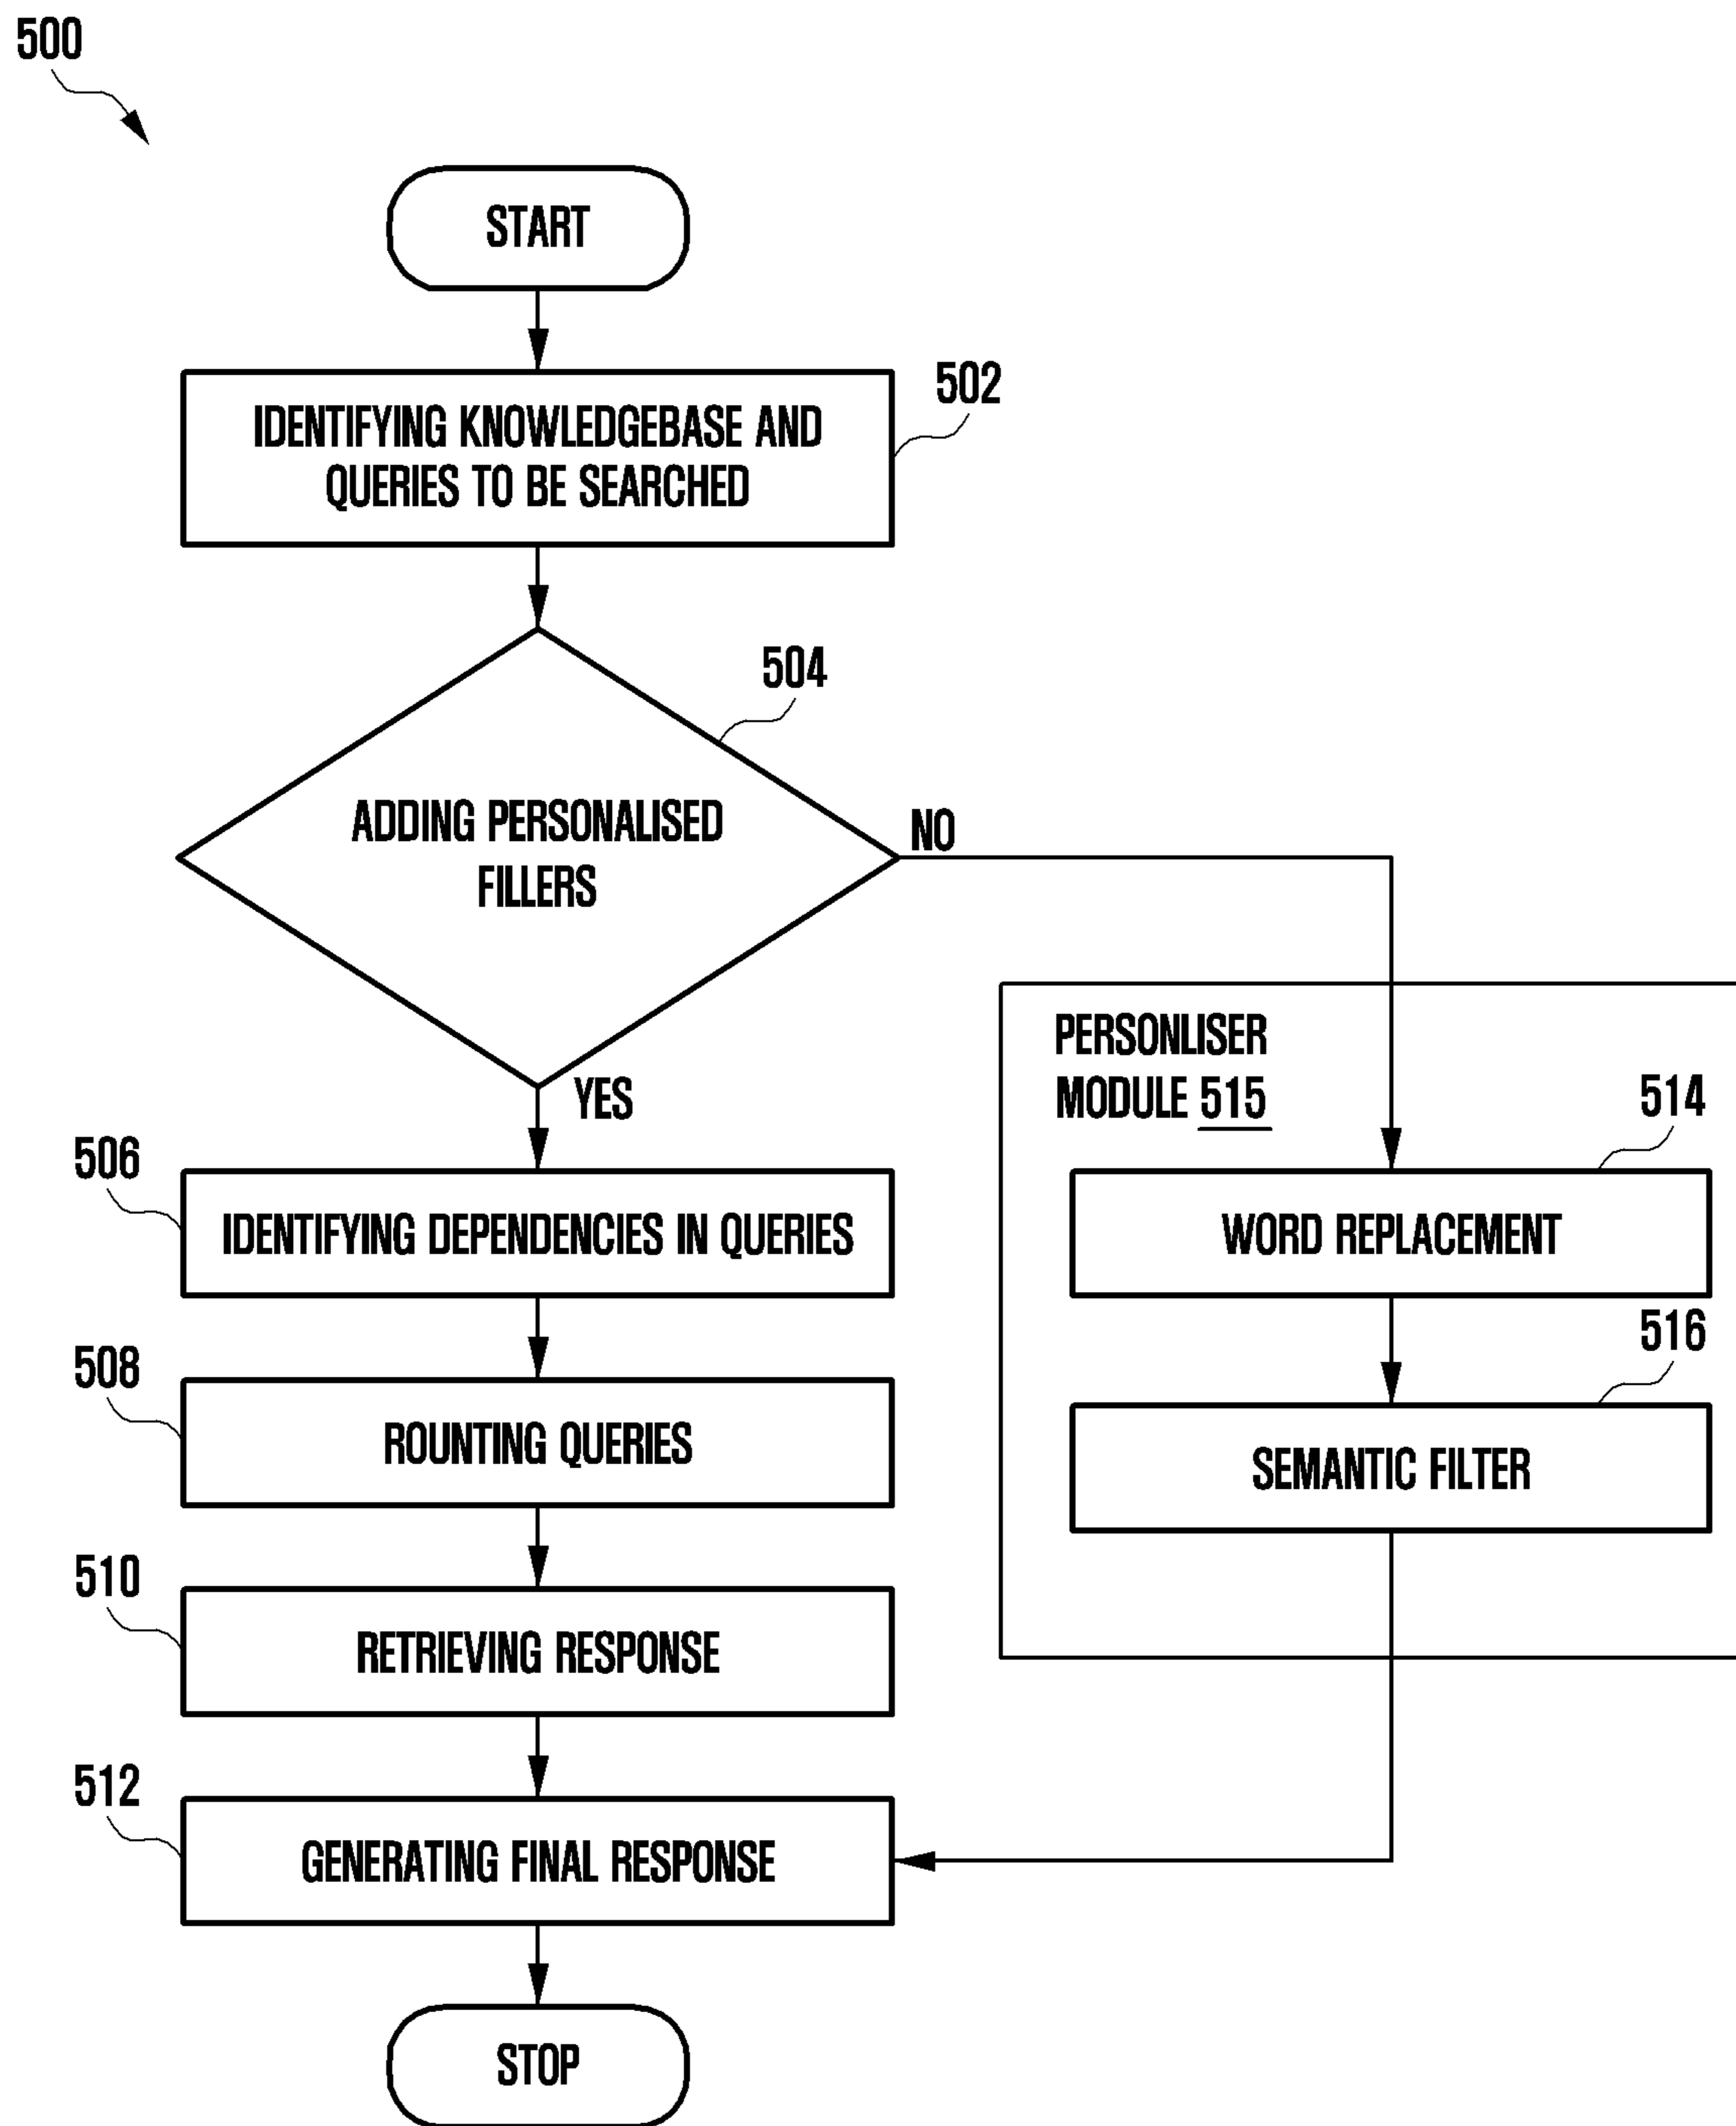 500
START
502
IDENTIFYING KNOWLEDGEBASE AND
QUERIES TO BE SEARCHED
504
ADDING PERSONALISED
FILLERS
NO
YES
PERSONLISER
MODULE 515
506
IDENTIFYING DEPENDENCIES IN QUERIES
514
WORD REPLACEMENT
508
ROUNTING QUERIES
516
SEMANTIC FILTER
510
RETRIEVING RESPONSE
512
GENERATING FINAL RESPONSE
STOP